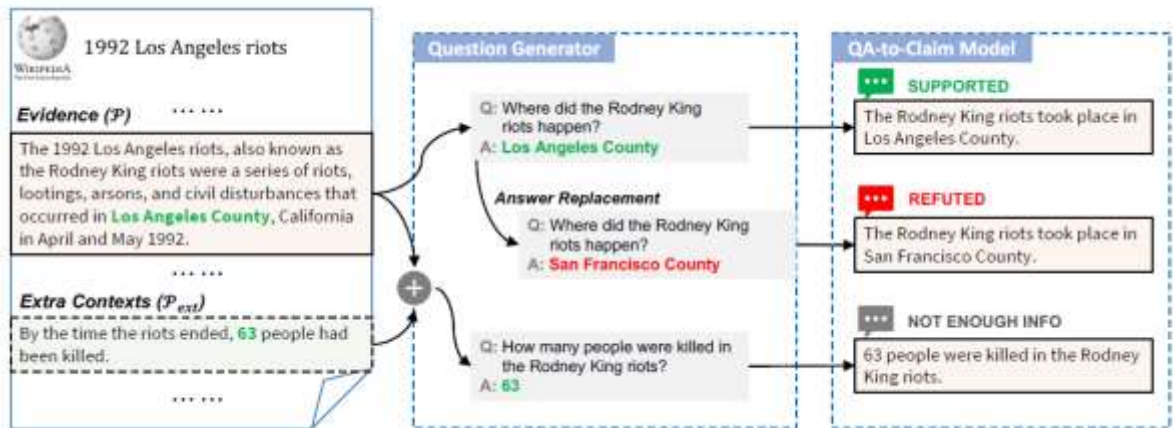 1992 Los Angeles riots
WIKIPEDIA
... ...
Evidence (𝒫)
The 1992 Los Angeles riots, also known as
the Rodney King riots were a series of riots,
lootings, arsons, and civil disturbances that
occurred in Los Angeles County, California
in April and May 1992.
... ...
Extra Contexts (𝒫ext)
By the time the riots ended, 63 people had
been killed.
... ...
Question Generator
Q: Where did the Rodney King
riots happen?
A: Los Angeles County
Answer Replacement
Q: Where did the Rodney King
riots happen?
A: San Francisco County
+
Q: How many people were killed in
the Rodney King riots?
A: 63
QA-to-Claim Model
SUPPORTED
The Rodney King riots took place in
Los Angeles County.
REFUTED
The Rodney King riots took place in
San Francisco County.
NOT ENOUGH INFO
63 people were killed in the Rodney
King riots.